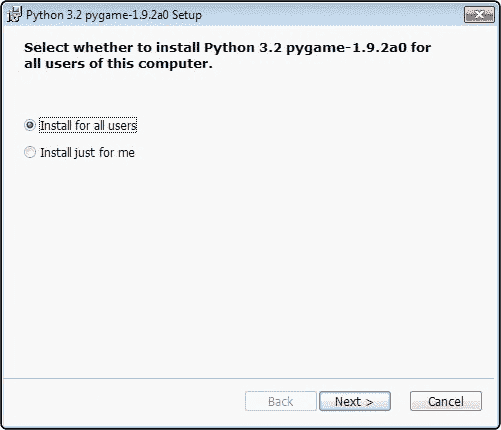 Python 3.2 pygame-1.9.2a0 Setup
Select whether to install Python 3.2 pygame-1.9.2a0 for
all users of this computer.
Install for all users
Install just for me
Back Next > Cancel